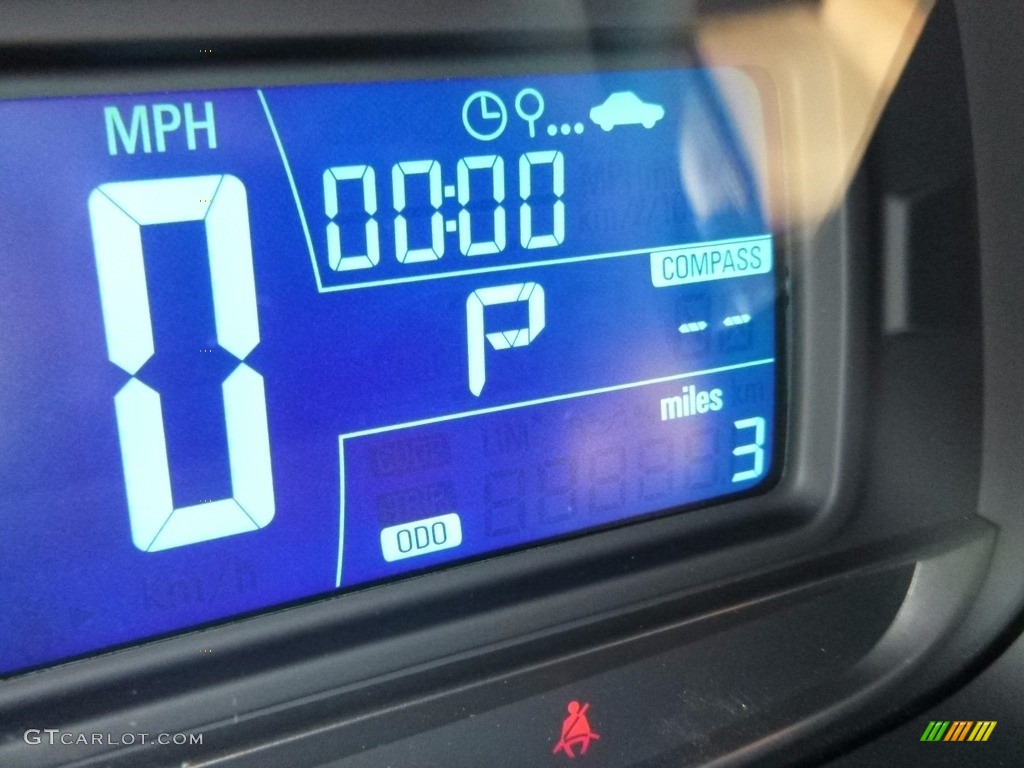 MPH
0
00:00
COMPASS
--
P
miles
3
ODO
GTCARLOT.COM